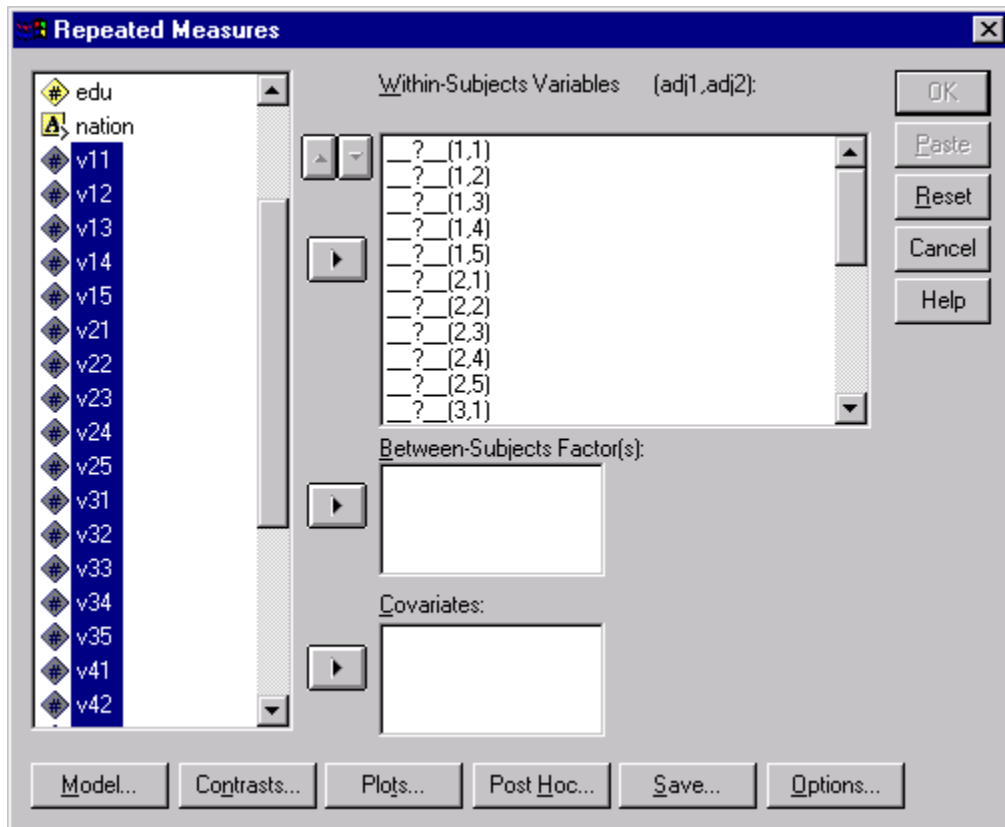 Repeated Measures
edu
nation
v11
v12
v13
v14
v15
v21
v22
v23
v24
v25
v31
v32
v33
v34
v35
v41
v42
Within-Subjects Variables (adj1,adj2):
__?__(1,1)
__?__(1,2)
__?__(1,3)
__?__(1,4)
__?__(1,5)
__?__(2,1)
__?__(2,2)
__?__(2,3)
__?__(2,4)
__?__(2,5)
__?__(3,1)
Between-Subjects Factor(s):
Covariates:
OK
Paste
Reset
Cancel
Help
Model... Contrasts... Plots... Post Hoc... Save... Options...